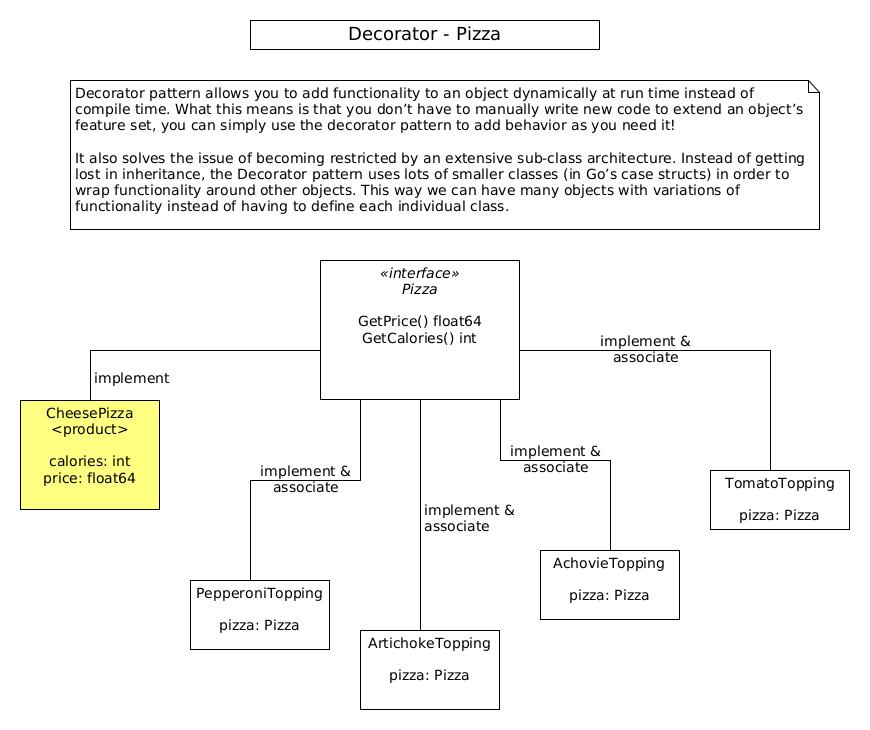 Decorator - Pizza
Decorator pattern allows you to add functionality to an object dynamically at run time instead of
compile time. What this means is that you don’t have to manually write new code to extend an object’s
feature set, you can simply use the decorator pattern to add behavior as you need it!
It also solves the issue of becoming restricted by an extensive sub-class architecture. Instead of getting
lost in inheritance, the Decorator pattern uses lots of smaller classes (in Go’s case structs) in order to
wrap functionality around other objects. This way we can have many objects with variations of
functionality instead of having to define each individual class.
«interface»
Pizza
GetPrice() float64
GetCalories() int
implement &
associate
implement
CheesePizza
<product>
calories: int
price: float64
implement &
associate
implement &
associate
implement &
associate
TomatoTopping
pizza: Pizza
AchovieTopping
pizza: Pizza
PepperoniTopping
pizza: Pizza
ArtichokeTopping
pizza: Pizza